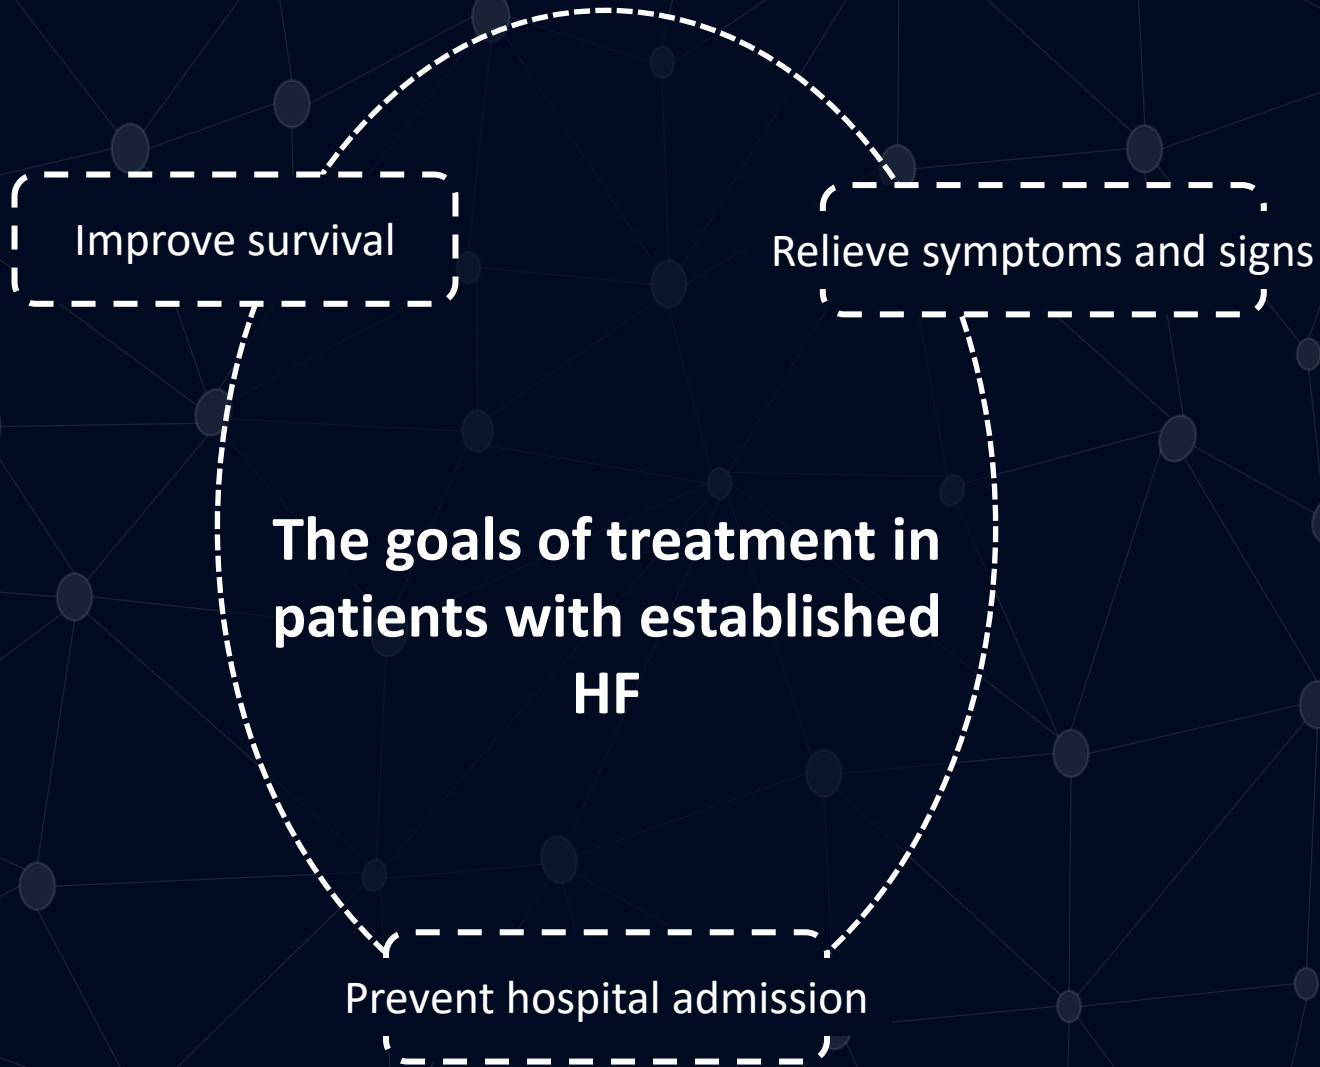 Improve survival
Relieve symptoms and signs
The goals of treatment in
patients with established
HF
Prevent hospital admission